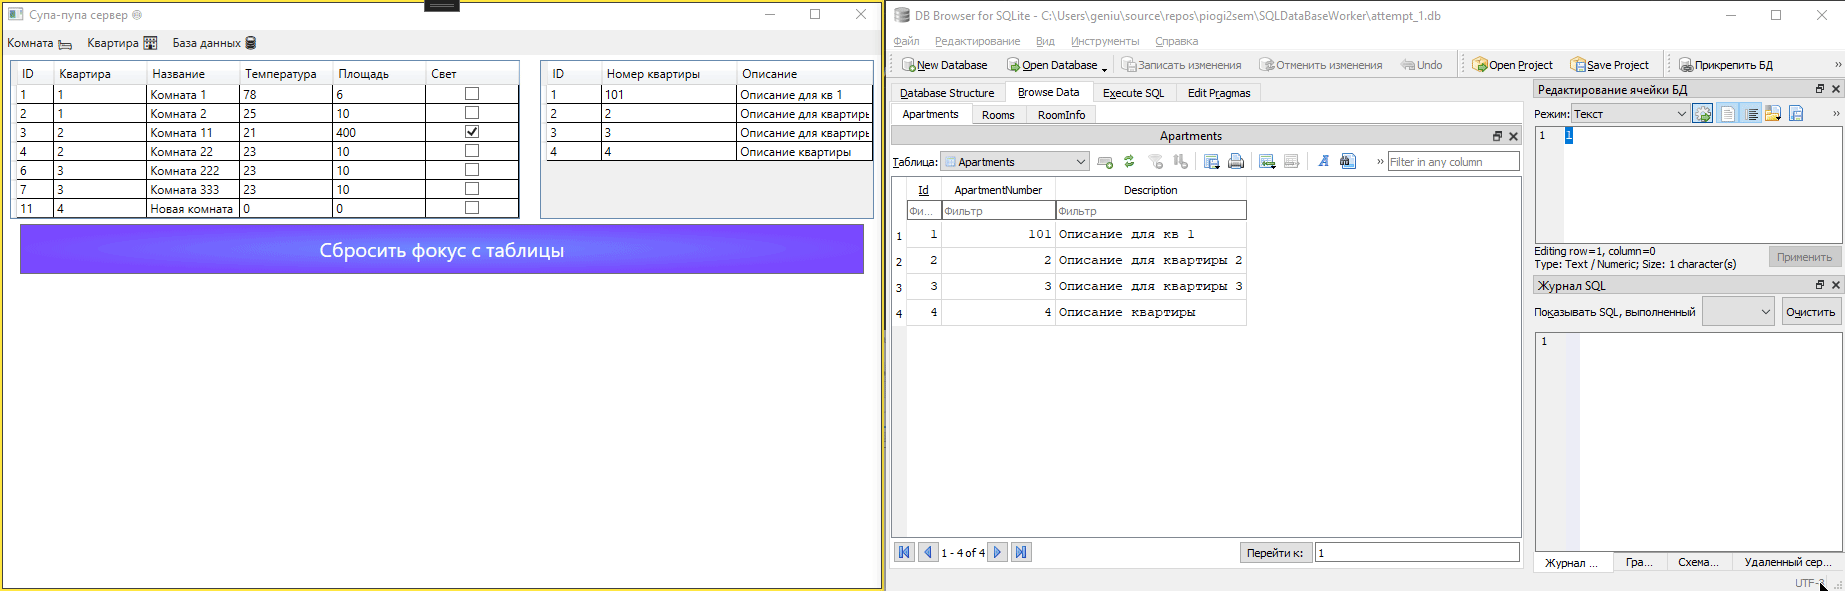 Супа-пупа сервер
Комната Квартира База данных
ID Квартира Название Температура Площадь Свет
1 1 Комната 1 78 6
2 1 Комната 2 25 10
3 2 Комната 11 21 400
4 2 Комната 22 23 10
6 3 Комната 222 23 10
7 3 Комната 333 23 10
11 4 Новая комната 0 0
ID Номер квартиры Описание
1 101 Описание для кв 1
2 2 Описание для квартиры
3 3 Описание для квартиры
4 4 Описание квартиры
Сбросить фокус с таблицы
DB Browser for SQLite - C:\Users\geniu\source\repos\piogi2sem\SQLDataBaseWorker\attempt_1.db
Файл Редактирование Вид Инструменты Справка
New Database Open Database Записать изменения Отменить изменения Undo Open Project Save Project Прикрепить БД »
Database Structure Browse Data Execute SQL Edit Pragmas
Apartments Rooms RoomInfo
Apartments
Таблица: Apartments » Filter in any column
Id ApartmentNumber Description
Фи... Фильтр Фильтр
1 1 101 Описание для кв 1
2 2 2 Описание для квартиры 2
3 3 3 Описание для квартиры 3
4 4 4 Описание квартиры
1 - 4 of 4 Перейти к: 1
Редактирование ячейки БД
Режим: Текст »
1 1
Editing row=1, column=0
Type: Text / Numeric; Size: 1 character(s)
Применить
Журнал SQL
Показывать SQL, выполненный Очистить
1
Журнал ... Гра... Схема... Удаленный сер...
UTF-8